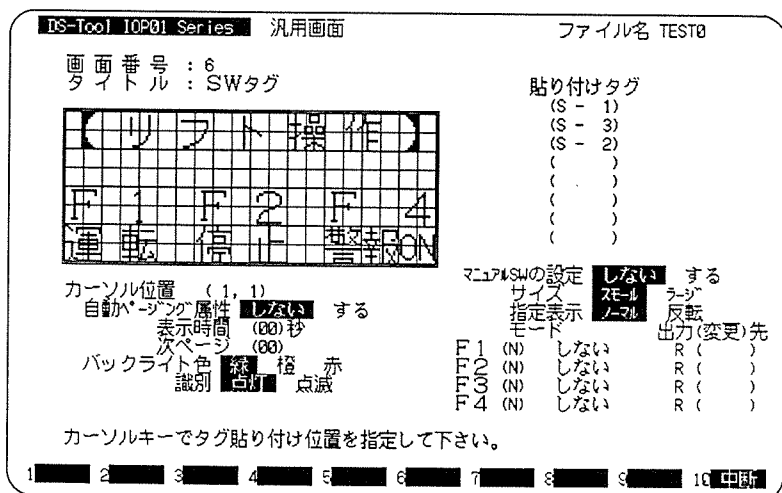 DS-Tool IOP01 Series 汎用画面 ファイル名 TEST0
画面番号 : 6
タイトル : SWタグ
【リフト操作】
F1 F2 F4
運転 停止 警報ON
貼り付けタグ
(S - 1)
(S - 3)
(S - 2)
( )
( )
( )
( )
( )
カーソル位置 (1, 1)
自動ページング属性 しない する
表示時間 (00)秒
次ページ (00)
バックライト色 緑 橙 赤
識別 点灯 点滅
マニュアルSWの設定 しない する
サイズ スモール ラージ
指定表示 ノーマル 反転
モード 出力(変更)先
F1 (N) しない R ( )
F2 (N) しない R ( )
F3 (N) しない R ( )
F4 (N) しない R ( )
カーソルキーでタグ貼り付け位置を指定して下さい。
1 2 3 4 5 6 7 8 9 10 中断